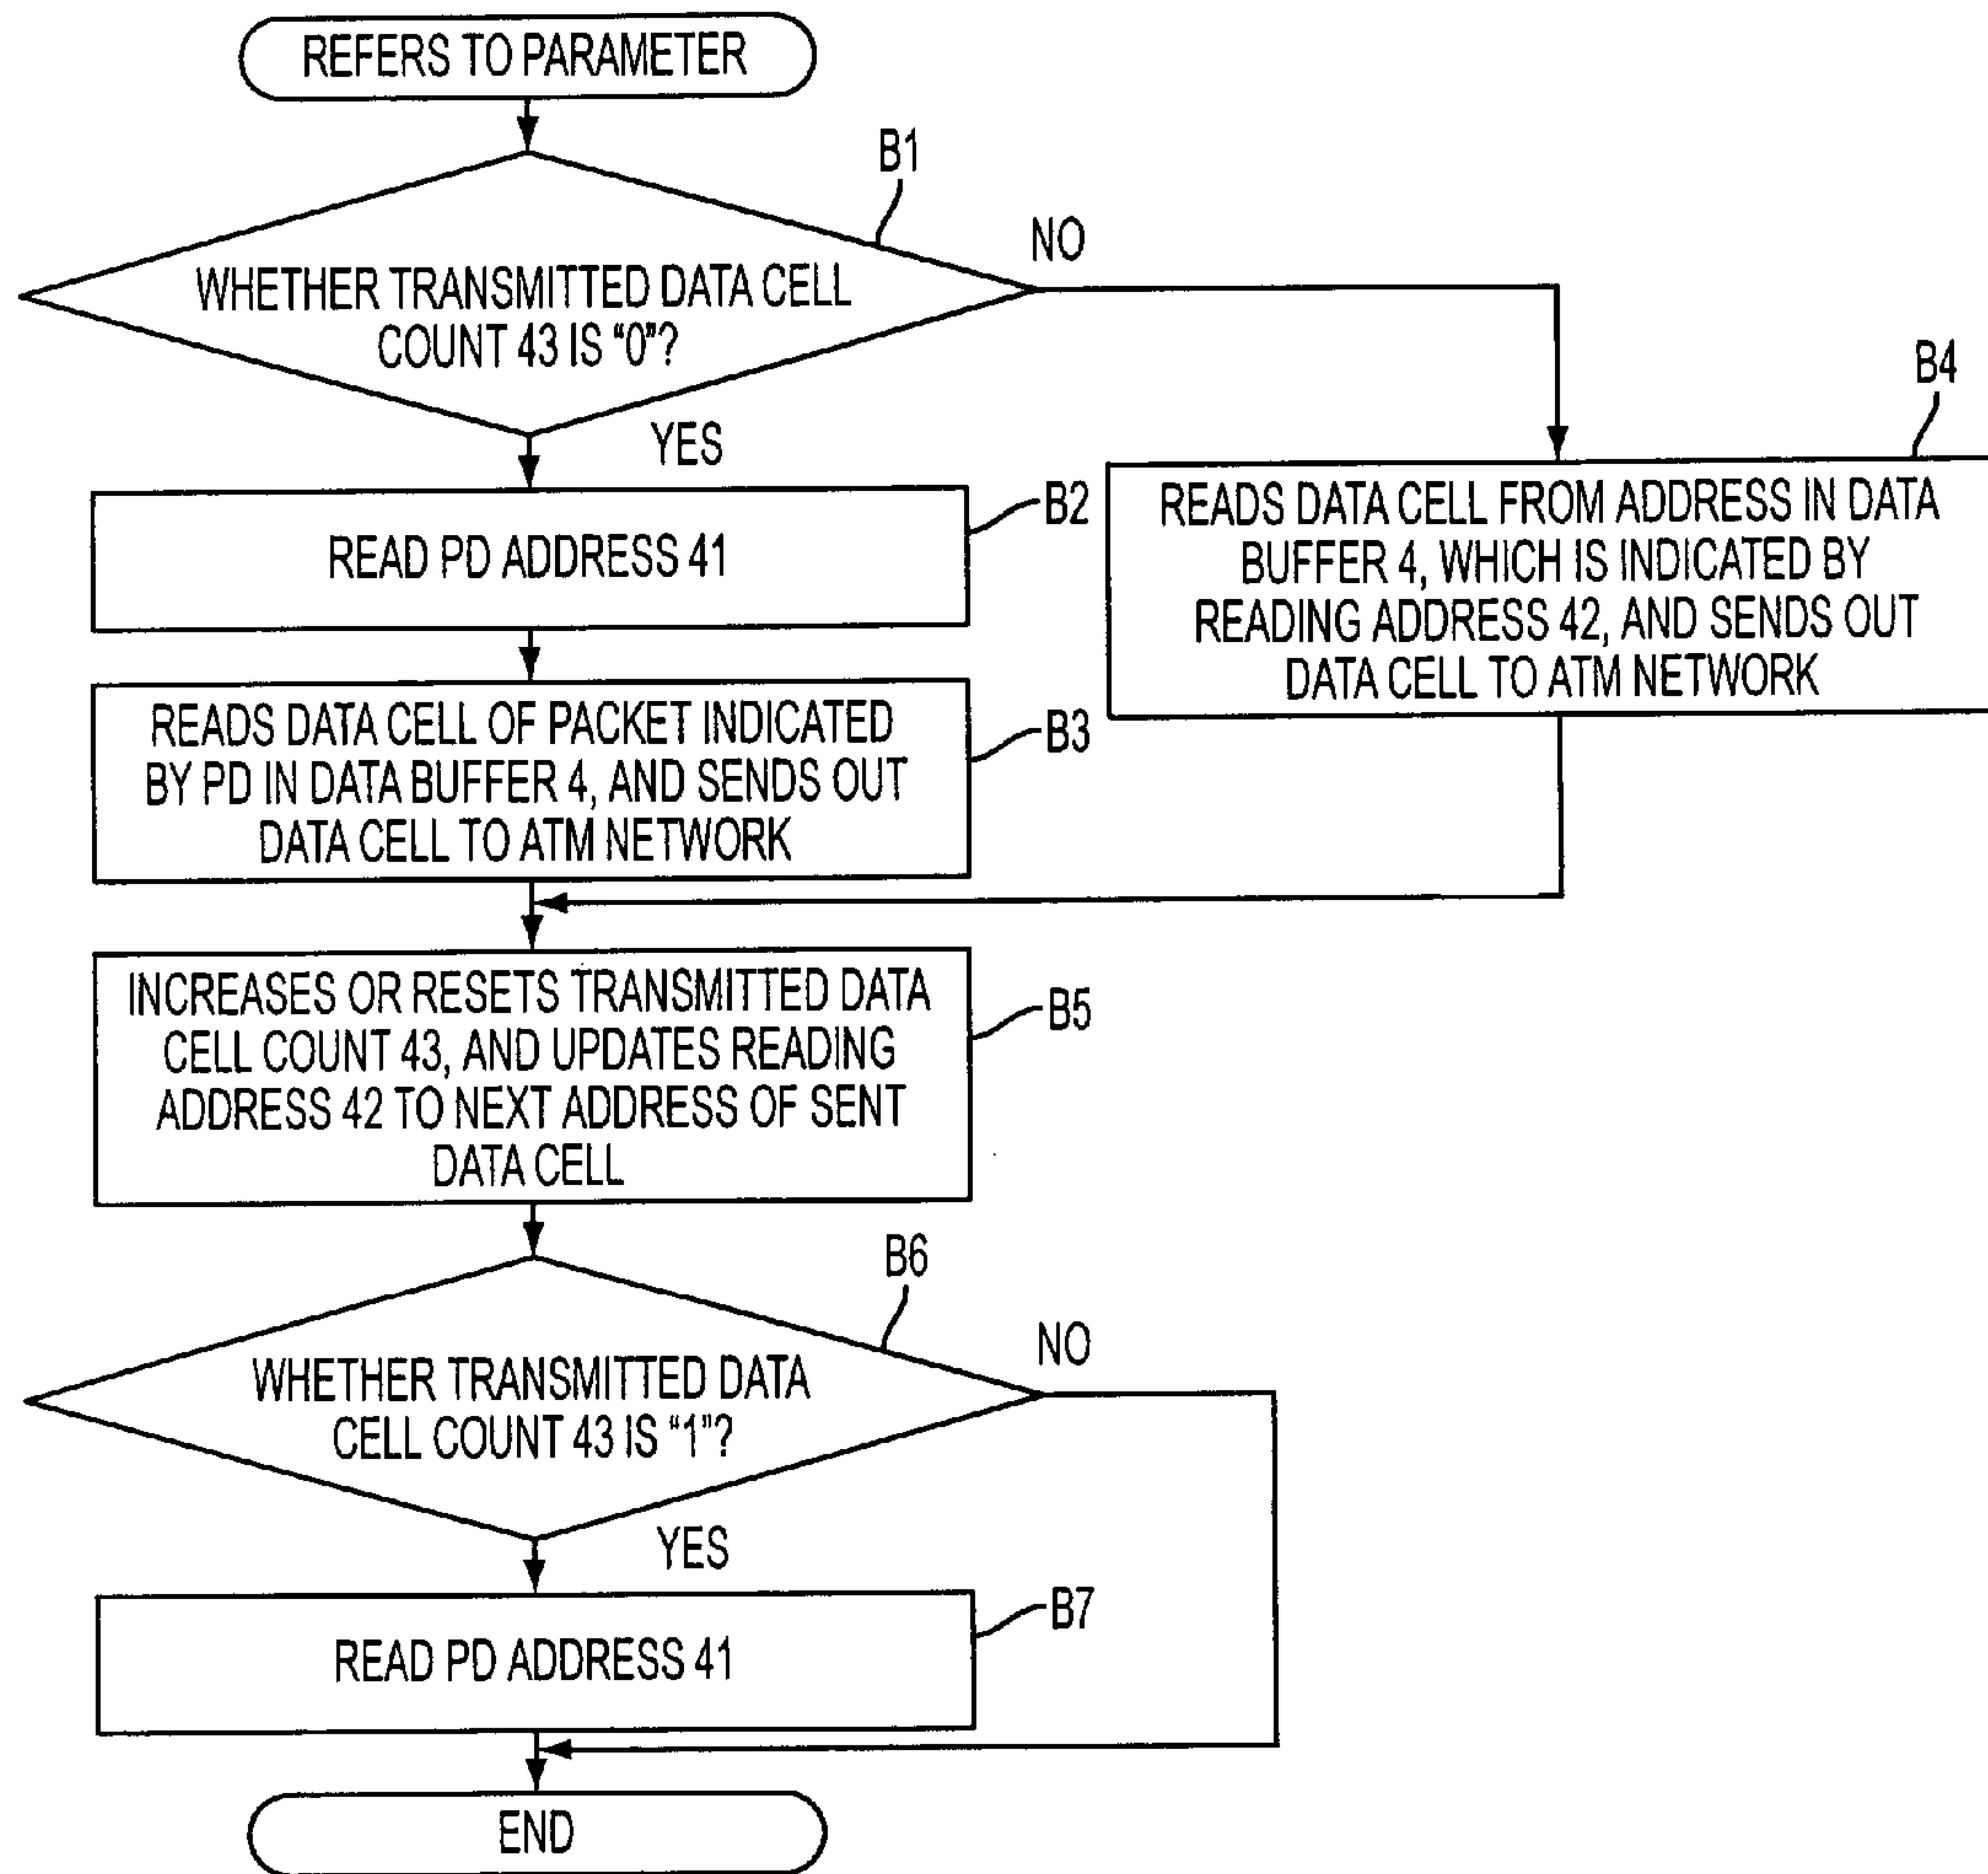 REFERS TO PARAMETER
B1
WHETHER TRANSMITTED DATA CELL
COUNT 43 IS “0”?
NO
YES
B2
READ PD ADDRESS 41
B4
READS DATA CELL FROM ADDRESS IN DATA
BUFFER 4, WHICH IS INDICATED BY
READING ADDRESS 42, AND SENDS OUT
DATA CELL TO ATM NETWORK
B3
READS DATA CELL OF PACKET INDICATED
BY PD IN DATA BUFFER 4, AND SENDS OUT
DATA CELL TO ATM NETWORK
B5
INCREASES OR RESETS TRANSMITTED DATA
CELL COUNT 43, AND UPDATES READING
ADDRESS 42 TO NEXT ADDRESS OF SENT
DATA CELL
B6
WHETHER TRANSMITTED DATA
CELL COUNT 43 IS “1”?
NO
YES
B7
READ PD ADDRESS 41
END